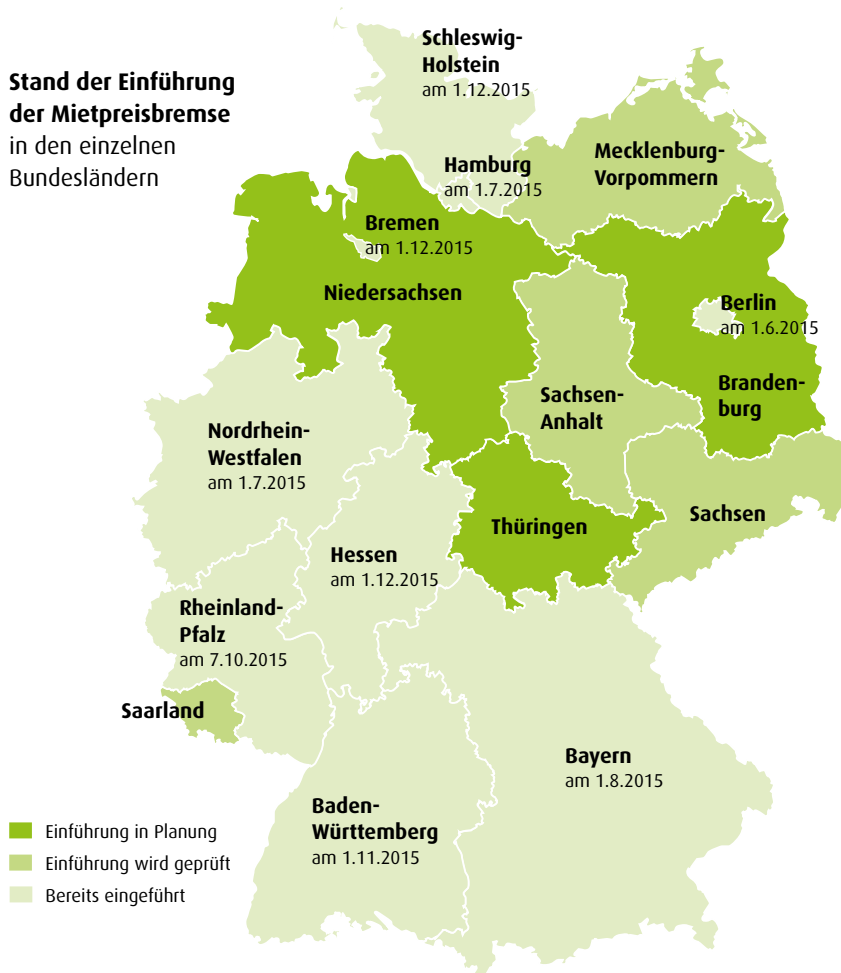 Stand der Einführung
der Mietpreisbremse
in den einzelnen
Bundesländern
Schleswig-
Holstein
am 1.12.2015
Hamburg
am 1.7.2015
Mecklenburg-
Vorpommern
Bremen
am 1.12.2015
Niedersachsen
Berlin
am 1.6.2015
Branden-
burg
Sachsen-
Anhalt
Nordrhein-
Westfalen
am 1.7.2015
Thüringen
Sachsen
Hessen
am 1.12.2015
Rheinland-
Pfalz
am 7.10.2015
Saarland
Bayern
am 1.8.2015
Baden-
Württemberg
am 1.11.2015
Einführung in Planung
Einführung wird geprüft
Bereits eingeführt